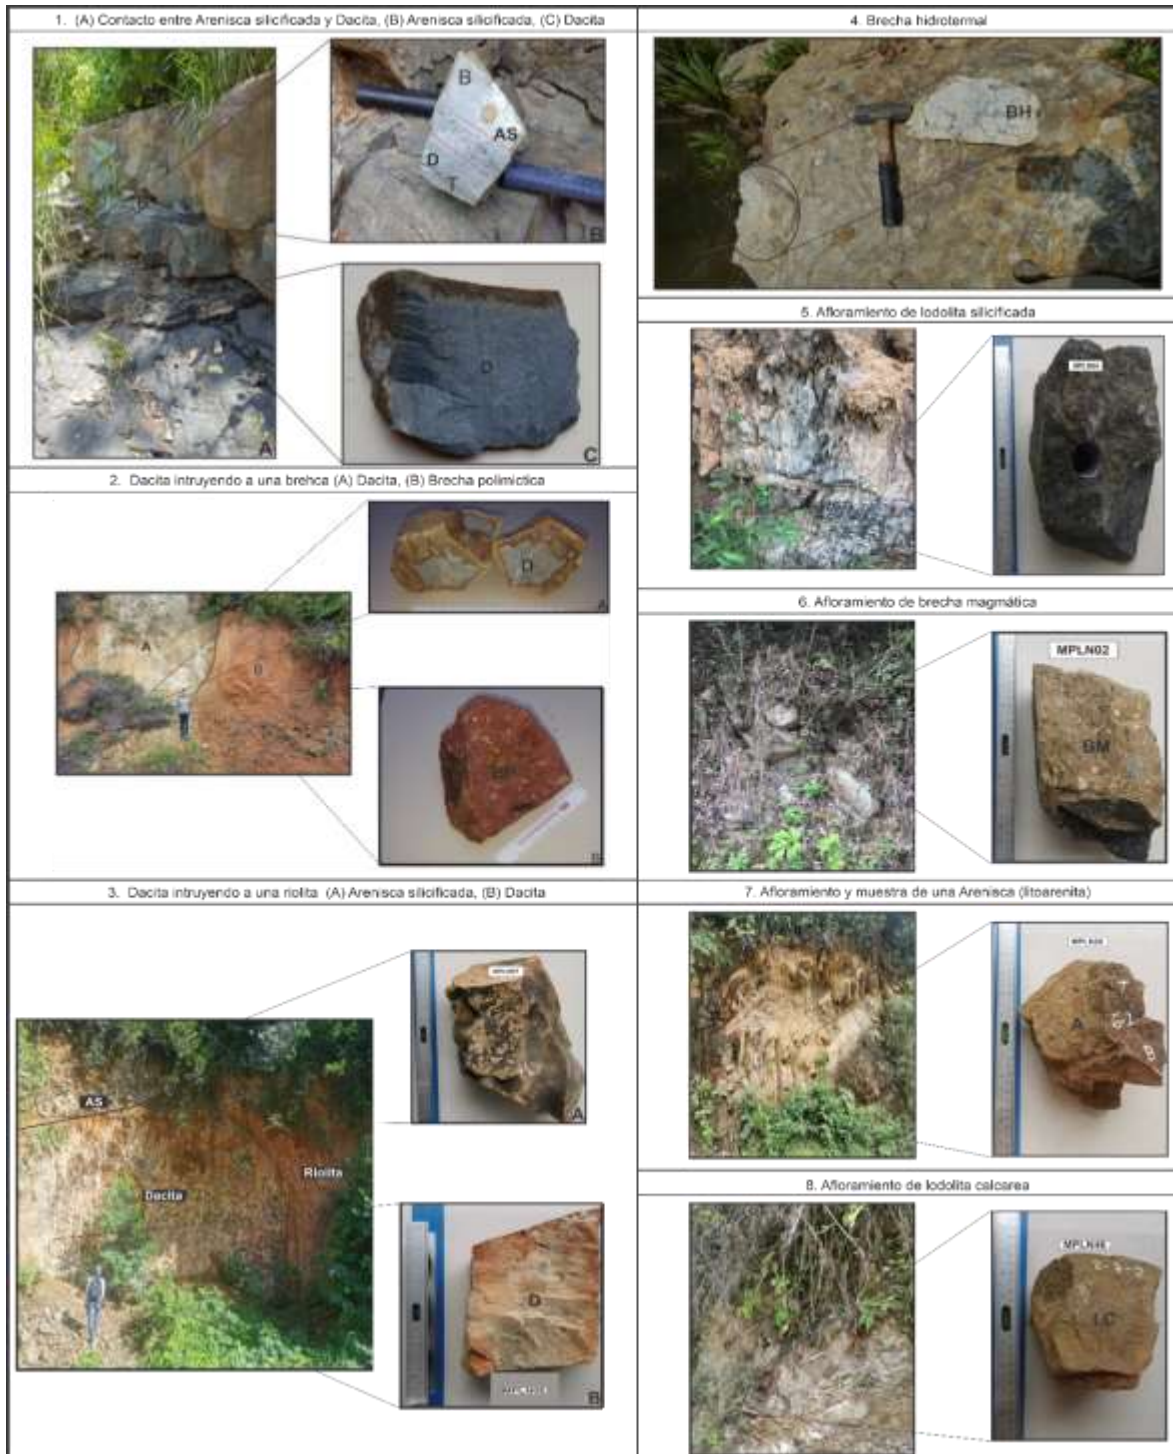 1. (A) Contacto entre Arenisca silicificada y Dacita, (B) Arenisca silicificada, (C) Dacita
B
AS
D
T
B
A
D
C
2. Dacita intruyendo a una brehca (A) Dacita, (B) Brecha polimictica
D
A
A
B
B
3. Dacita intruyendo a una riolita (A) Arenisca silicificada, (B) Dacita
A
AS
Riolita
Dacita
D
B
4. Brecha hidrotermal
BH
5. Afloramiento de lodolita silicificada
6. Afloramiento de brecha magmática
MPLN02
BM
7. Afloramiento y muestra de una Arenisca (litoarenita)
A
8. Afloramiento de lodolita calcarea
MPLN46
LC